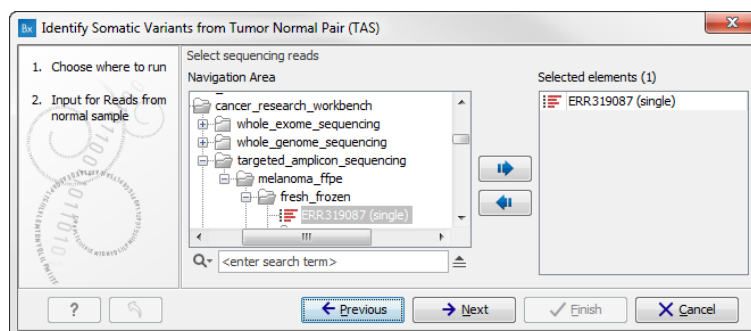 Bx Identify Somatic Variants from Tumor Normal Pair (TAS)
x
1. Choose where to run
2. Input for Reads from
normal sample
Select sequencing reads
Navigation Area
cancer_research_workbench
whole_exome_sequencing
whole_genome_sequencing
targeted_amplicon_sequencing
melanoma_ffpe
fresh_frozen
ERR319087 (single)
<enter search term>
Selected elements (1)
ERR319087 (single)
?
Previous
Next
Finish
Cancel